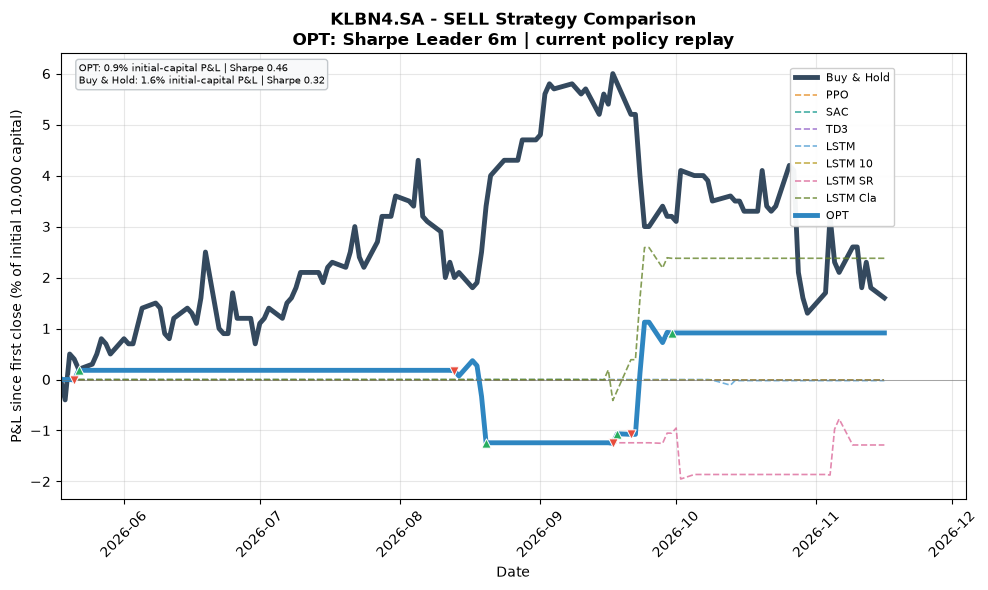 KLBN4.SA - SELL Strategy Comparison
OPT: Sharpe Leader 6m | current policy replay
OPT: 0.9% initial-capital P&L | Sharpe 0.46
Buy & Hold: 1.6% initial-capital P&L | Sharpe 0.32
Buy & Hold
PPO
SAC
TD3
LSTM
LSTM 10
LSTM SR
LSTM Cla
OPT
P&L since first close (% of initial 10,000 capital)
6
5
4
3
2
1
0
−1
−2
2026-06
2026-07
2026-08
2026-09
2026-10
2026-11
2026-12
Date